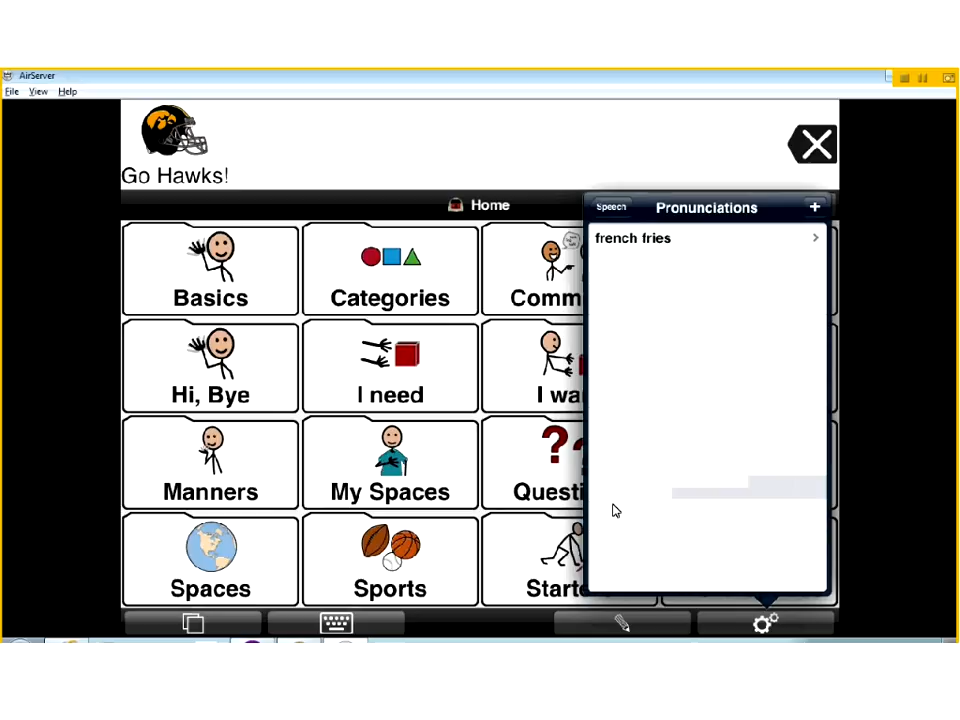 AirServer
File View Help
Go Hawks!
Home
Speech Pronunciations +
french fries
Basics Categories Comm
Hi, Bye I need I wa
Manners My Spaces Questi
Spaces Sports Starte